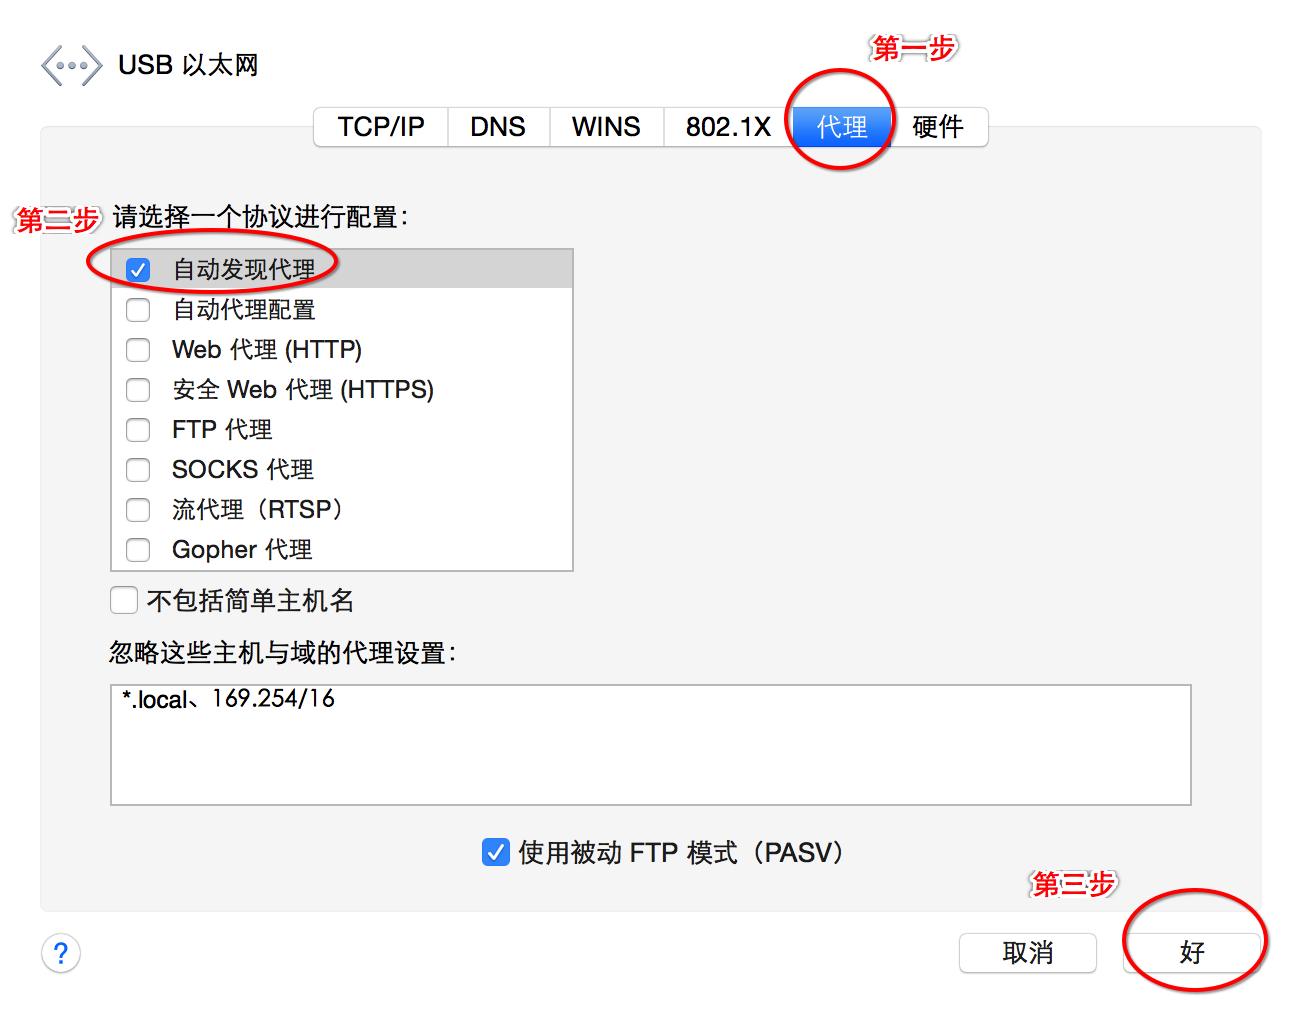 第一步
USB 以太网
TCP/IP DNS WINS 802.1X 代理 硬件
第二步 请选择一个协议进行配置：
自动发现代理
自动代理配置
Web 代理 (HTTP)
安全 Web 代理 (HTTPS)
FTP 代理
SOCKS 代理
流代理（RTSP）
Gopher 代理
不包括简单主机名
忽略这些主机与域的代理设置：
*.local、169.254/16
使用被动 FTP 模式（PASV）
第三步
? 取消 好